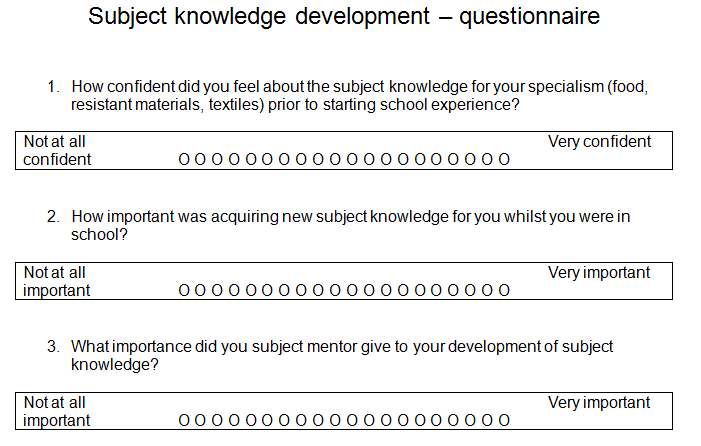 Subject knowledge development – questionnaire
1. How confident did you feel about the subject knowledge for your specialism (food,
resistant materials, textiles) prior to starting school experience?
Not at all Very confident
confident O O O O O O O O O O O O O O O O O O O O
2. How important was acquiring new subject knowledge for you whilst you were in
school?
Not at all Very important
important O O O O O O O O O O O O O O O O O O O O
3. What importance did you subject mentor give to your development of subject
knowledge?
Not at all Very important
important O O O O O O O O O O O O O O O O O O O O